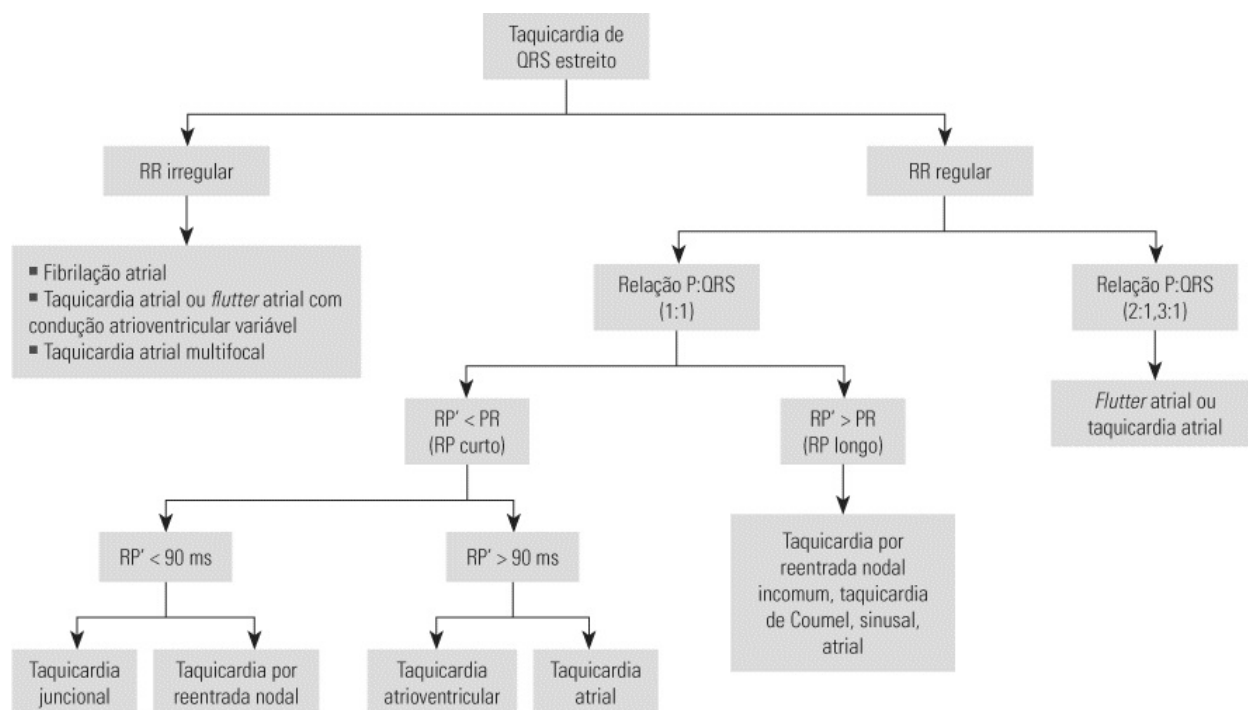 Taquicardia de
QRS estreito
RR irregular
RR regular
▪ Fibrilação atrial
▪ Taquicardia atrial ou flutter atrial com
condução atrioventricular variável
▪ Taquicardia atrial multifocal
Relação P:QRS
(1:1)
Relação P:QRS
(2:1,3:1)
RP’ < PR
(RP curto)
RP’ > PR
(RP longo)
Flutter atrial ou
taquicardia atrial
RP’ < 90 ms
RP’ > 90 ms
Taquicardia por
reentrada nodal
incomum, taquicardia
de Coumel, sinusal,
atrial
Taquicardia
juncional
Taquicardia por
reentrada nodal
Taquicardia
atrioventricular
Taquicardia
atrial